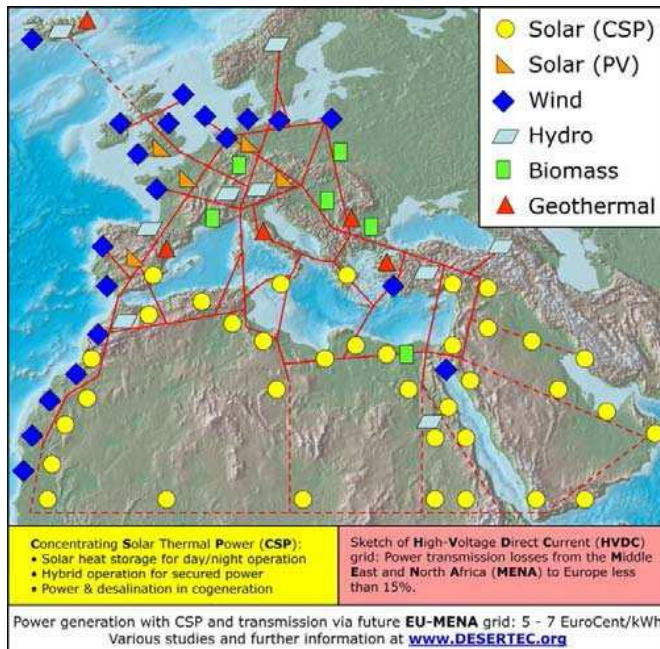 Solar (CSP)
Solar (PV)
Wind
Hydro
Biomass
Geothermal
Concentrating Solar Thermal Power (CSP):
• Solar heat storage for day/night operation
• Hybrid operation for secured power
• Power & desalination in cogeneration
Sketch of High-Voltage Direct Current (HVDC)
grid: Power transmission losses from the Middle
East and North Africa (MENA) to Europe less
than 15%.
Power generation with CSP and transmission via future EU-MENA grid: 5 - 7 EuroCent/kWh
Various studies and further information at www.DESERTEC.org